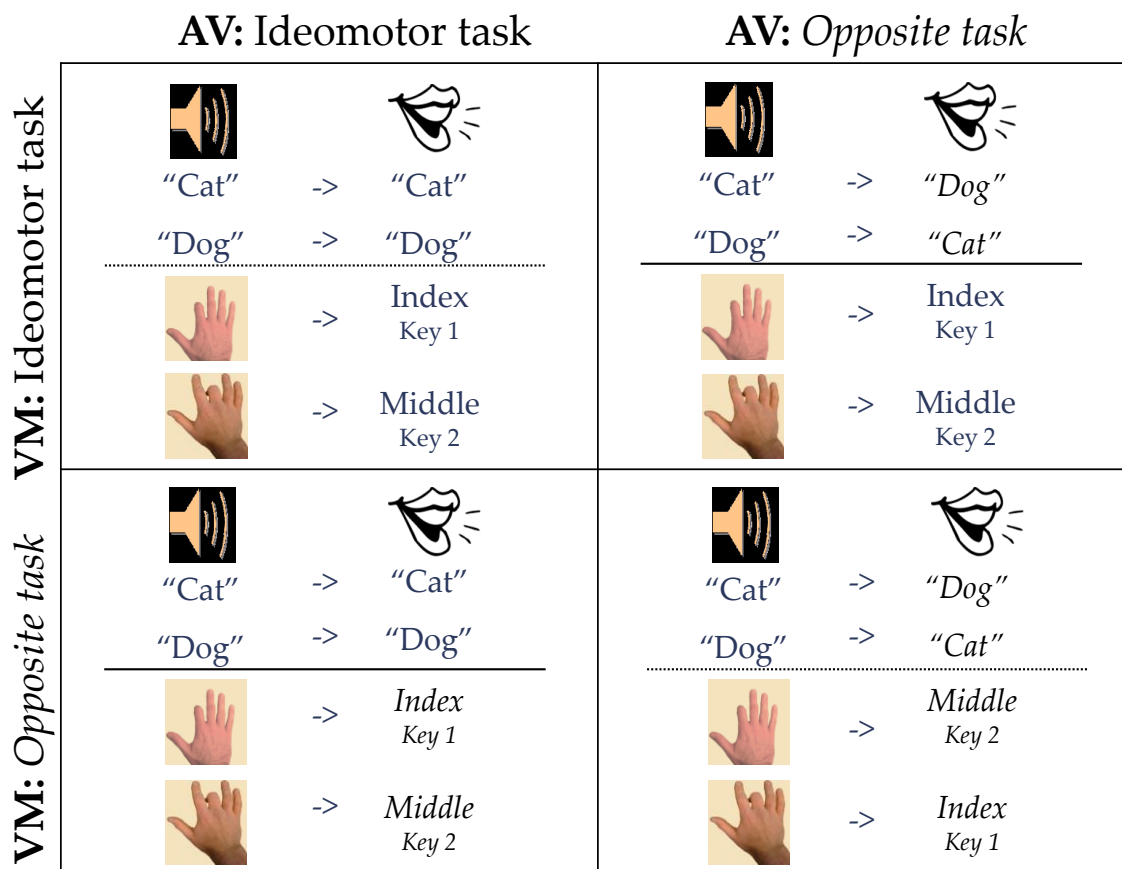 AV: Ideomotor task
AV: Opposite task
VM: Ideomotor task
“Cat” -> “Cat”
“Dog” -> “Dog”
-> Index
Key 1
-> Middle
Key 2
“Cat” -> “Dog”
“Dog” -> “Cat”
-> Index
Key 1
-> Middle
Key 2
VM: Opposite task
“Cat” -> “Cat”
“Dog” -> “Dog”
-> Index
Key 1
-> Middle
Key 2
“Cat” -> “Dog”
“Dog” -> “Cat”
-> Middle
Key 2
-> Index
Key 1